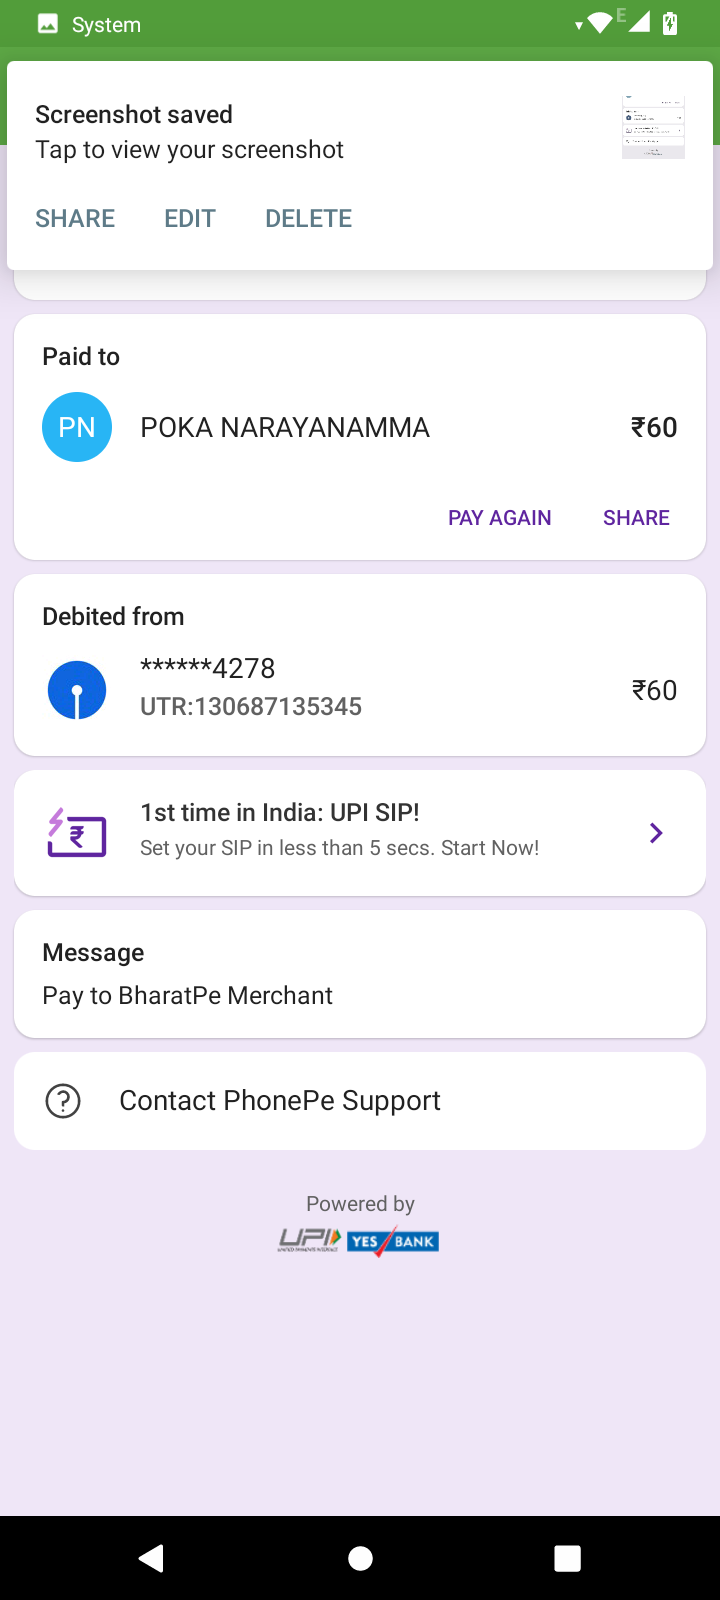 System
E
Screenshot saved
Tap to view your screenshot
SHARE EDIT DELETE
Paid to
PN POKA NARAYANAMMA ₹60
PAY AGAIN SHARE
Debited from
******4278
UTR:130687135345
₹60
1st time in India: UPI SIP!
Set your SIP in less than 5 secs. Start Now!
Message
Pay to BharatPe Merchant
Contact PhonePe Support
Powered by
UPI YES BANK